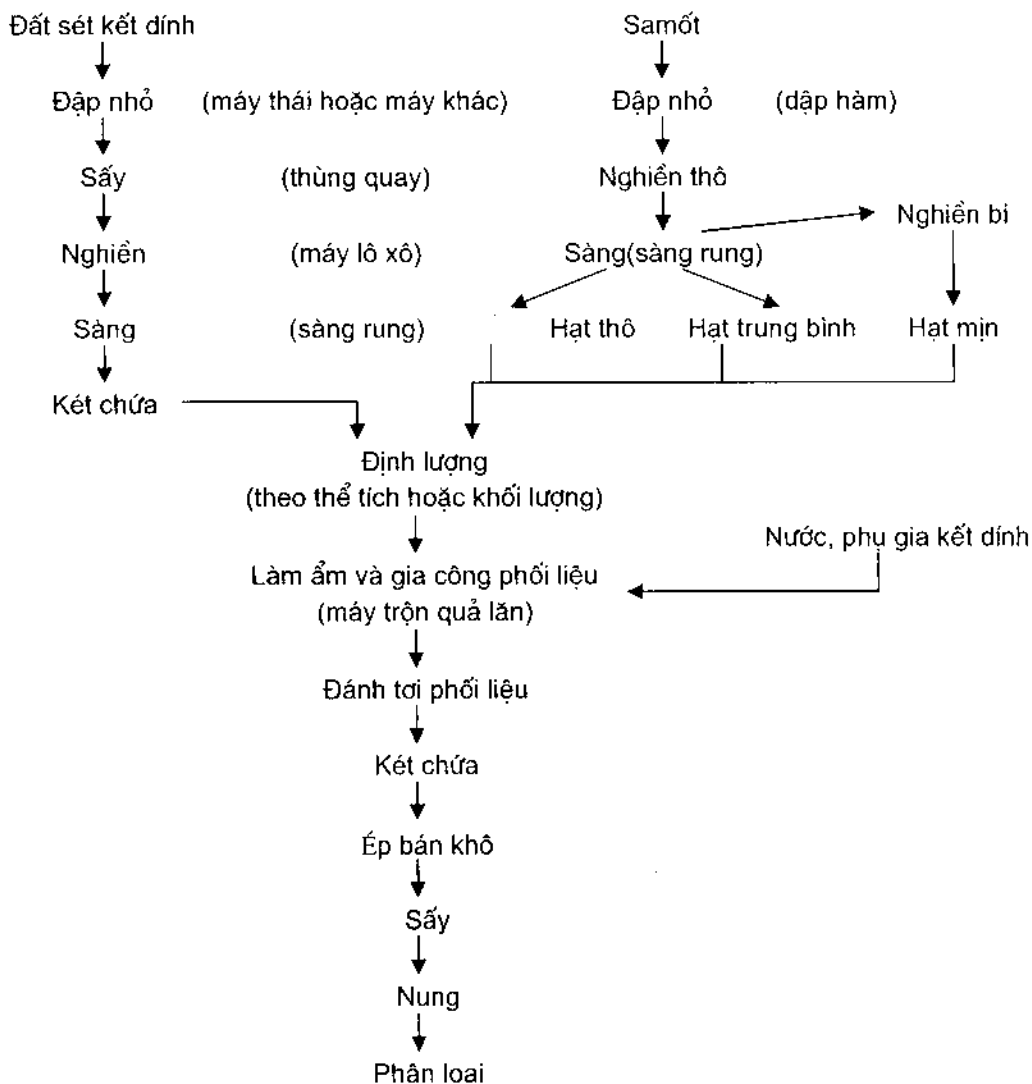 Đất sét kết dính Samốt
Đập nhỏ (máy thái hoặc máy khác) Đập nhỏ (dập hàm)
Sấy (thùng quay) Nghiền thô
Nghiền bi
Nghiền (máy lô xô) Sàng(sàng rung)
Sàng (sàng rung) Hạt thô Hạt trung bình Hạt mịn
Két chứa
Định lượng
(theo thể tích hoặc khối lượng)
Nước, phụ gia kết dính
Làm ẩm và gia công phối liệu
(máy trộn quả lăn)
Đánh tơi phối liệu
Két chứa
Ép bán khô
Sấy
Nung
Phân loai